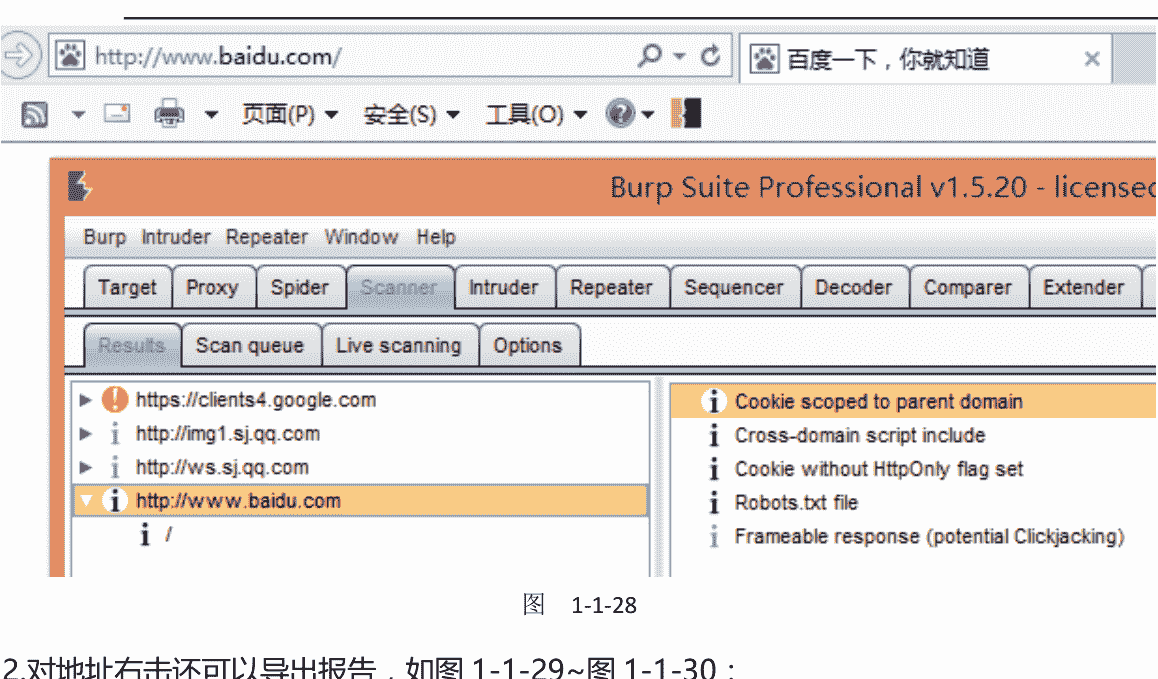 http://www.baidu.com/
百度一下，你就知道
页面(P) 安全(S) 工具(O)
Burp Suite Professional v1.5.20 - licensed
Burp Intruder Repeater Window Help
Target Proxy Spider Scanner Intruder Repeater Sequencer Decoder Comparer Extender
Results Scan queue Live scanning Options
https://clients4.google.com
http://img1.sj.qq.com
http://ws.sj.qq.com
http://www.baidu.com
/
Cookie scoped to parent domain
Cross-domain script include
Cookie without HttpOnly flag set
Robots.txt file
Frameable response (potential Clickjacking)
图 1-1-28
2.对地址右击还可以导出报告，如图 1-1-29~图 1-1-30：